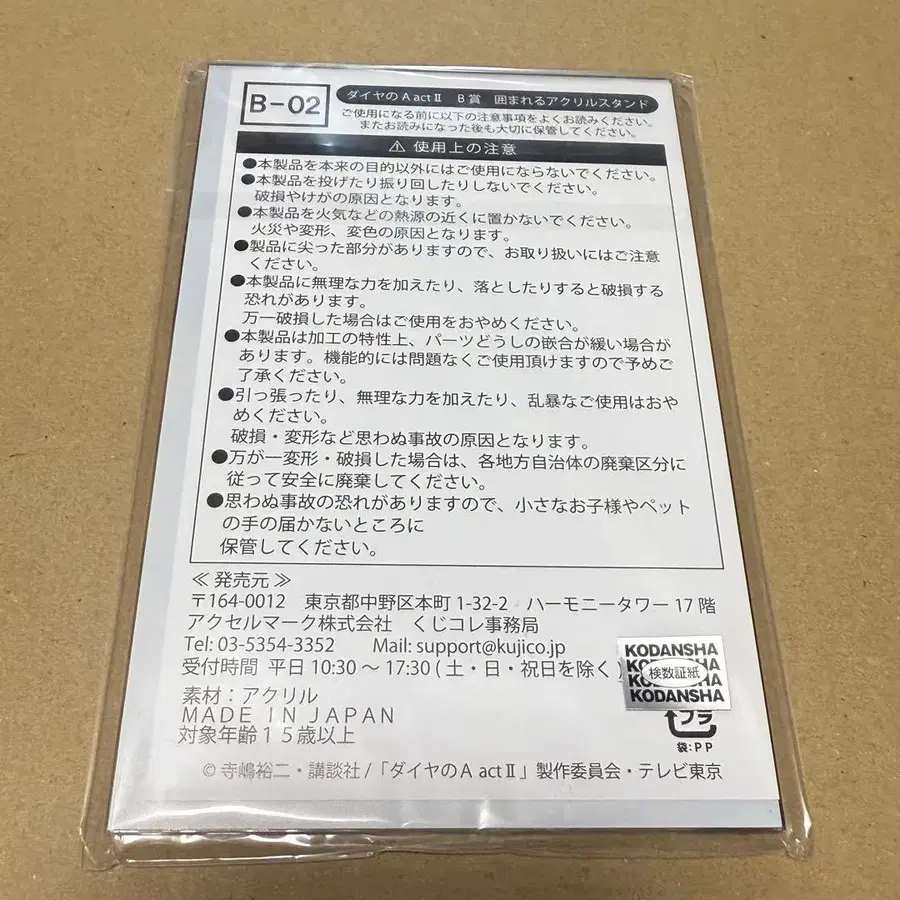 B-02
ダイヤのA actⅡ B賞 囲まれるアクリルスタンド
ご使用になる前に以下の注意事項をよくお読みください。
またお読みになった後も大切に保管してください。
⚠ 使用上の注意
●本製品を本来の目的以外にはご使用にならないでください。
●本製品を投げたり振り回したりしないでください。
破損やけがの原因となります。
●本製品を火気などの熱源の近くに置かないでください。
火災や変形、変色の原因となります。
●製品に尖った部分がありますので、お取り扱いにはご注意
ください。
●本製品に無理な力を加えたり、落としたりすると破損する
恐れがあります。
万一破損した場合はご使用をおやめください。
●本製品は加工の特性上、パーツどうしの嵌合が緩い場合が
あります。機能的には問題なくご使用頂けますので予めご
了承ください。
●引っ張ったり、無理な力を加えたり、乱暴なご使用はおや
めください。
破損・変形など思わぬ事故の原因となります。
●万が一変形・破損した場合は、各地方自治体の廃棄区分に
従って安全に廃棄してください。
●思わぬ事故の恐れがありますので、小さなお子様やペット
の手の届かないところに
保管してください。
≪ 発売元 ≫
〒164-0012 東京都中野区本町 1-32-2 ハーモニータワー 17 階
アクセルマーク株式会社 くじコレ事務局
Tel: 03-5354-3352 Mail: support@kujico.jp
受付時間 平日 10:30 ～ 17:30 ( 土・日・祝日を除く )
KODANSHA
KODANSHA
検数証紙
KODANSHA
KODANSHA
素材：アクリル
MADE IN JAPAN
対象年齢１５歳以上
プラ
袋:PP
© 寺嶋裕二・講談社 /「ダイヤのA actⅡ」製作委員会・テレビ東京